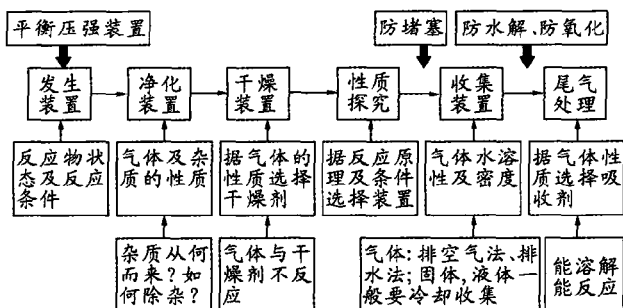 平衡压强装置
防堵塞
防水解、防氧化
发生
装置
净化
装置
干燥
装置
性质
探究
收集
装置
尾气
处理
反应物状
态及反应
条件
气体及杂
质的性质
据气体的
性质选择
干燥剂
据反应原
理及条件
选择装置
气体水溶
性及密度
据气体性
质选择吸
收剂
杂质从何
而来?如
何除杂?
气体与干
燥剂不反
应
气体:排空气法、排
水法;固体,液体一
般要冷却收集
能溶解
能反应